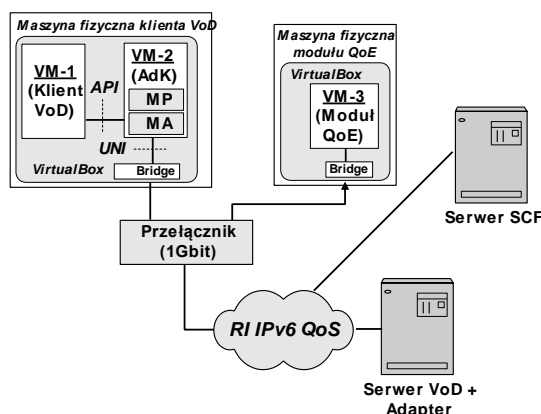 Maszyna fizyczna klienta VoD
VM-1
(Klient
VoD)
API
VM-2
(AdK)
MP
MA
UNI
VirtualBox
Bridge
Maszyna fizyczna
modułu QoE
VirtualBox
VM-3
(Moduł
QoE)
Bridge
Serwer SCF
Przełącznik
(1Gbit)
RI IPv6 QoS
Serwer VoD +
Adapter